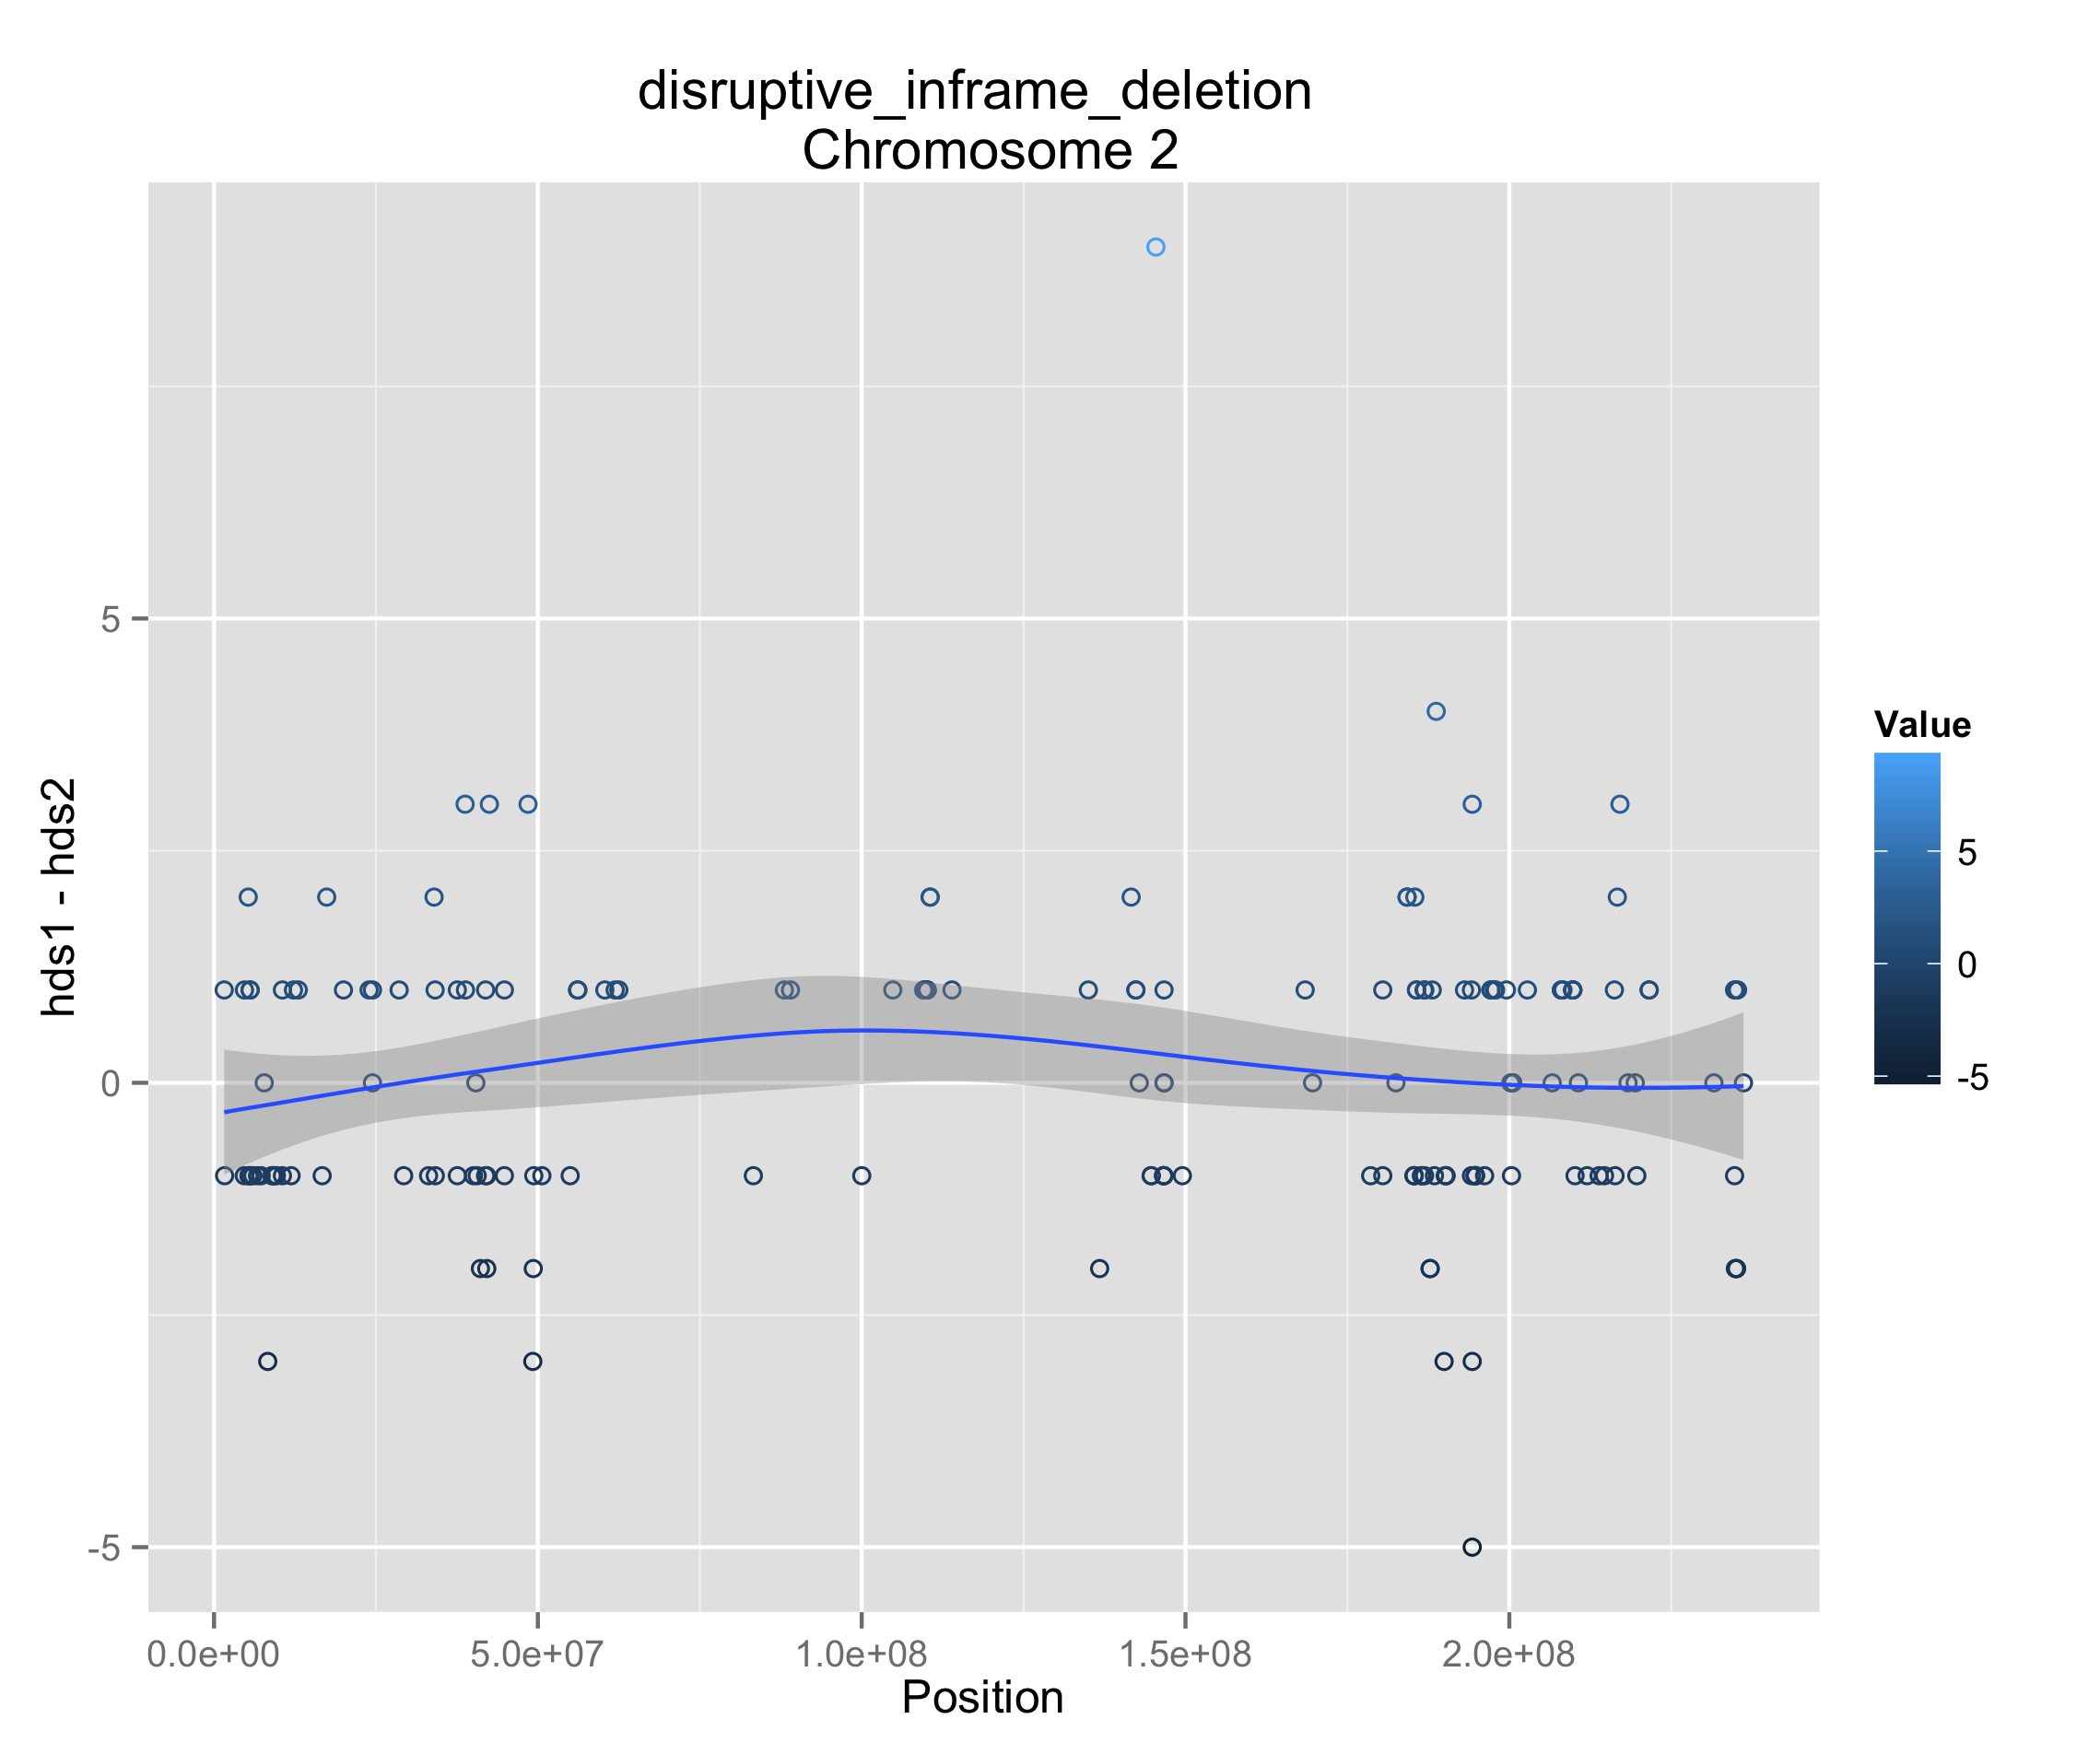 disruptive_inframe_deletion
Chromosome 2
hds1 - hds2
5
0
-5
0.0e+00 5.0e+07 1.0e+08 1.5e+08 2.0e+08
Position
Value
5
0
-5